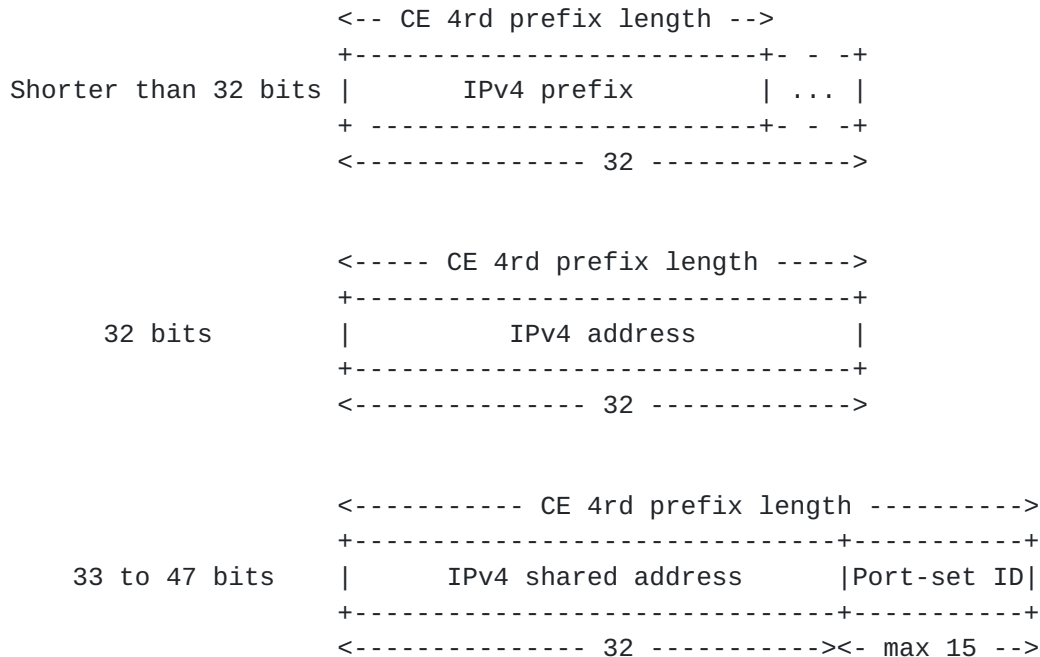 <-- CE 4rd prefix length -->
+-------------------------+- - -+
Shorter than 32 bits | IPv4 prefix | ... |
+ -------------------------+- - -+
<--------------- 32 ------------->
<----- CE 4rd prefix length ----->
+--------------------------------+
32 bits | IPv4 address |
+--------------------------------+
<--------------- 32 ------------->
<----------- CE 4rd prefix length ---------->
+-------------------------------+-----------+
33 to 47 bits | IPv4 shared address |Port-set ID|
+-------------------------------+-----------+
<--------------- 32 -----------><- max 15 -->